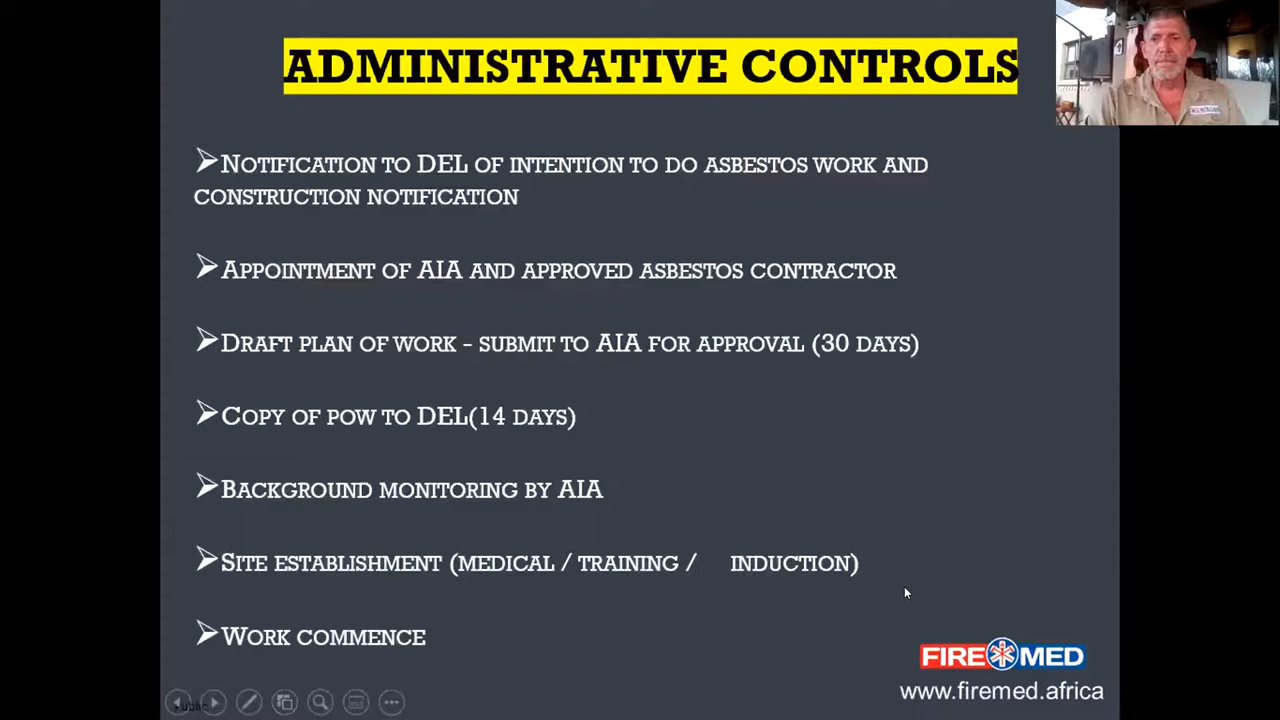 ADMINISTRATIVE CONTROLS
➢NOTIFICATION TO DEL OF INTENTION TO DO ASBESTOS WORK AND
CONSTRUCTION NOTIFICATION
➢APPOINTMENT OF AIA AND APPROVED ASBESTOS CONTRACTOR
➢DRAFT PLAN OF WORK - SUBMIT TO AIA FOR APPROVAL (30 DAYS)
➢COPY OF POW TO DEL(14 DAYS)
➢BACKGROUND MONITORING BY AIA
➢SITE ESTABLISHMENT (MEDICAL / TRAINING / INDUCTION)
➢WORK COMMENCE
FIRE MED
www.firemed.africa